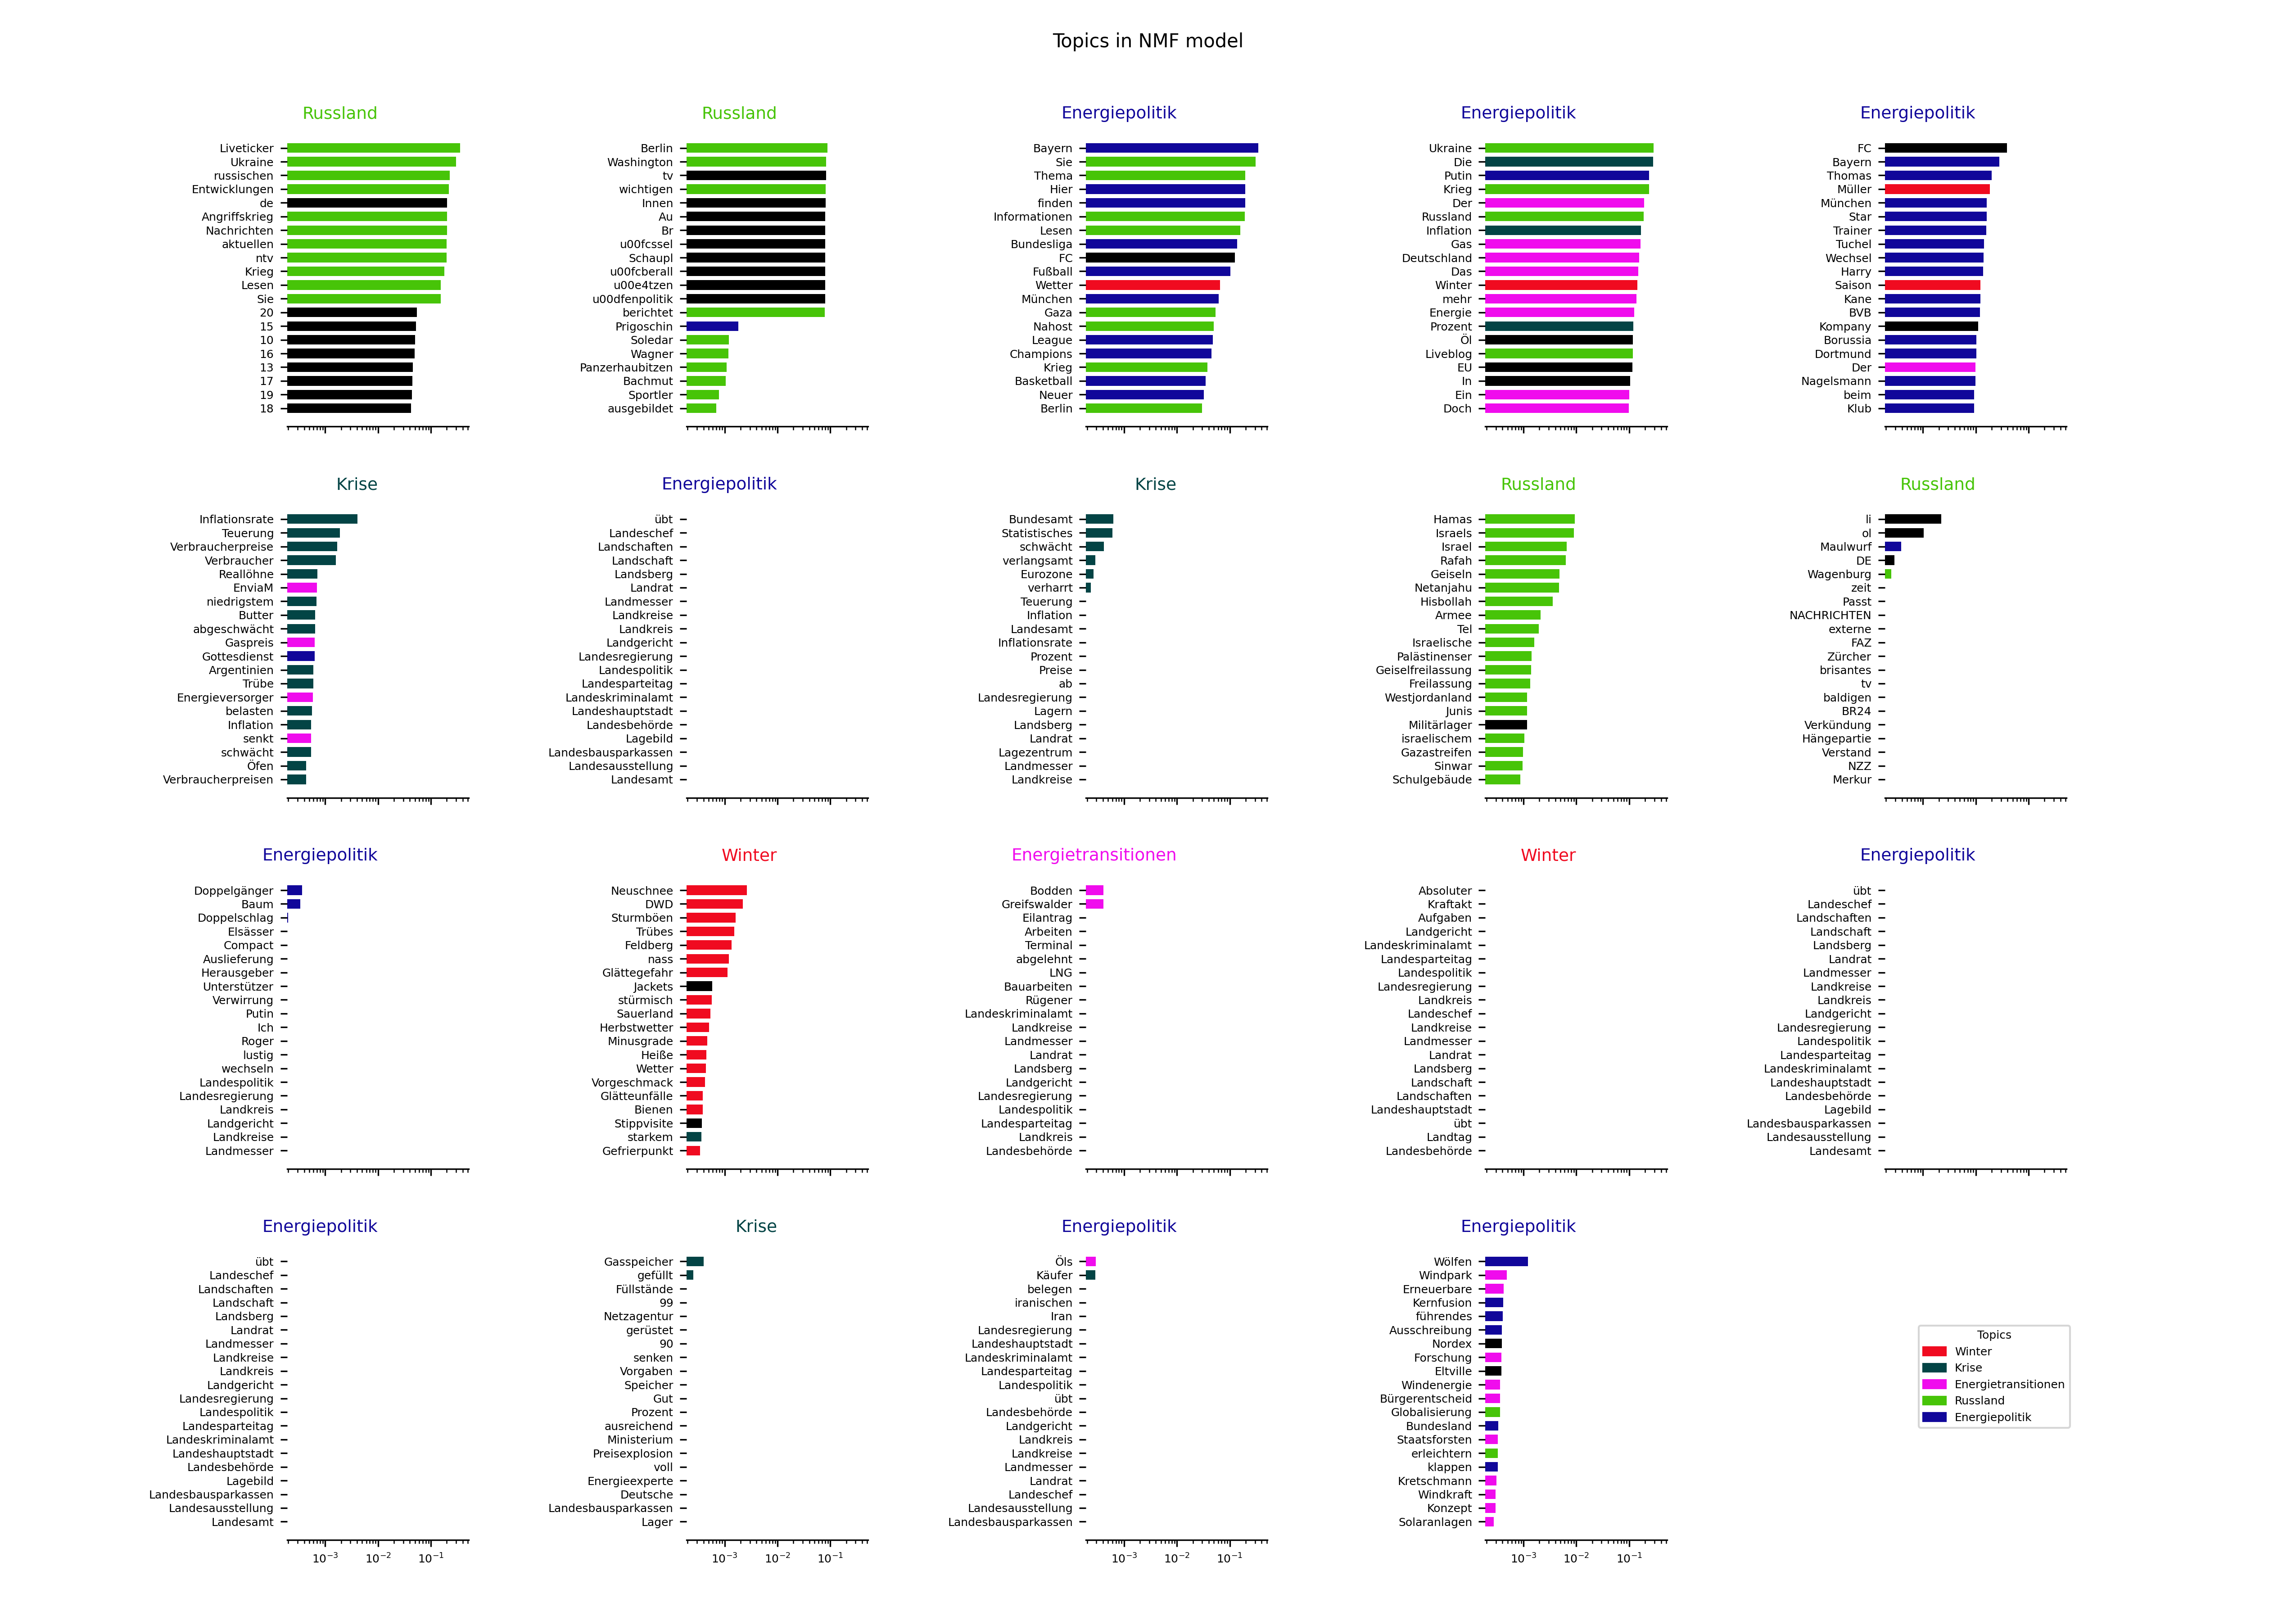 Topics in NMF model
Russland
Liveticker
Ukraine
russischen
Entwicklungen
de
Angriffskrieg
Nachrichten
aktuellen
ntv
Krieg
Lesen
Sie
20
15
10
16
13
17
19
18
Russland
Berlin
Washington
tv
wichtigen
Innen
Au
Br
u00fcssel
Schaupl
u00fcberall
u00e4tzen
u00dfenpolitik
berichtet
Prigoschin
Soledar
Wagner
Panzerhaubitzen
Bachmut
Sportler
ausgebildet
Energiepolitik
Bayern
Sie
Thema
Hier
finden
Informationen
Lesen
Bundesliga
FC
Fußball
Wetter
München
Gaza
Nahost
League
Champions
Krieg
Basketball
Neuer
Berlin
Energiepolitik
Ukraine
Die
Putin
Krieg
Der
Russland
Inflation
Gas
Deutschland
Das
Winter
mehr
Energie
Prozent
Öl
Liveblog
EU
In
Ein
Doch
Energiepolitik
FC
Bayern
Thomas
Müller
München
Star
Trainer
Tuchel
Wechsel
Harry
Saison
Kane
BVB
Kompany
Borussia
Dortmund
Der
Nagelsmann
beim
Klub
Krise
Inflationsrate
Teuerung
Verbraucherpreise
Verbraucher
Reallöhne
EnviaM
niedrigstem
Butter
abgeschwächt
Gaspreis
Gottesdienst
Argentinien
Trübe
Energieversorger
belasten
Inflation
senkt
schwächt
Öfen
Verbraucherpreisen
Energiepolitik
übt
Landeschef
Landschaften
Landschaft
Landsberg
Landrat
Landmesser
Landkreise
Landkreis
Landgericht
Landesregierung
Landespolitik
Landesparteitag
Landeskriminalamt
Landeshauptstadt
Landesbehörde
Lagebild
Landesbausparkassen
Landesausstellung
Landesamt
Krise
Bundesamt
Statistisches
schwächt
verlangsamt
Eurozone
verharrt
Teuerung
Inflation
Landesamt
Inflationsrate
Prozent
Preise
ab
Landesregierung
Lagern
Landsberg
Landrat
Lagezentrum
Landmesser
Landkreise
Russland
Hamas
Israels
Israel
Rafah
Geiseln
Netanjahu
Hisbollah
Armee
Tel
Israelische
Palästinenser
Geiselfreilassung
Freilassung
Westjordanland
Junis
Militärlager
israelischem
Gazastreifen
Sinwar
Schulgebäude
Russland
li
ol
Maulwurf
DE
Wagenburg
zeit
Passt
NACHRICHTEN
externe
FAZ
Zürcher
brisantes
tv
baldigen
BR24
Verkündung
Hängepartie
Verstand
NZZ
Merkur
Energiepolitik
Doppelgänger
Baum
Doppelschlag
Elsässer
Compact
Auslieferung
Herausgeber
Unterstützer
Verwirrung
Putin
Ich
Roger
lustig
wechseln
Landespolitik
Landesregierung
Landkreis
Landgericht
Landkreise
Landmesser
Winter
Neuschnee
DWD
Sturmböen
Trübes
Feldberg
nass
Glättegefahr
Jackets
stürmisch
Sauerland
Herbstwetter
Minusgrade
Heiße
Wetter
Vorgeschmack
Glätteunfälle
Bienen
Stippvisite
starkem
Gefrierpunkt
Energietransitionen
Bodden
Greifswalder
Eilantrag
Arbeiten
Terminal
abgelehnt
LNG
Bauarbeiten
Rügener
Landeskriminalamt
Landkreise
Landmesser
Landrat
Landsberg
Landgericht
Landesregierung
Landespolitik
Landesparteitag
Landkreis
Landesbehörde
Winter
Absoluter
Kraftakt
Aufgaben
Landgericht
Landeskriminalamt
Landesparteitag
Landespolitik
Landesregierung
Landkreis
Landeschef
Landkreise
Landmesser
Landrat
Landsberg
Landschaft
Landschaften
Landeshauptstadt
übt
Landtag
Landesbehörde
Energiepolitik
übt
Landeschef
Landschaften
Landschaft
Landsberg
Landrat
Landmesser
Landkreise
Landkreis
Landgericht
Landesregierung
Landespolitik
Landesparteitag
Landeskriminalamt
Landeshauptstadt
Landesbehörde
Lagebild
Landesbausparkassen
Landesausstellung
Landesamt
Energiepolitik
übt
Landeschef
Landschaften
Landschaft
Landsberg
Landrat
Landmesser
Landkreise
Landkreis
Landgericht
Landesregierung
Landespolitik
Landesparteitag
Landeskriminalamt
Landeshauptstadt
Landesbehörde
Lagebild
Landesbausparkassen
Landesausstellung
Landesamt
10⁻³ 10⁻² 10⁻¹
Krise
Gasspeicher
gefüllt
Füllstände
99
Netzagentur
gerüstet
90
senken
Vorgaben
Speicher
Gut
Prozent
ausreichend
Ministerium
Preisexplosion
voll
Energieexperte
Deutsche
Landesbausparkassen
Lager
10⁻³ 10⁻² 10⁻¹
Energiepolitik
Öls
Käufer
belegen
iranischen
Iran
Landesregierung
Landeshauptstadt
Landeskriminalamt
Landesparteitag
Landespolitik
übt
Landesbehörde
Landgericht
Landkreis
Landkreise
Landmesser
Landrat
Landeschef
Landesausstellung
Landesbausparkassen
10⁻³ 10⁻² 10⁻¹
Energiepolitik
Wölfen
Windpark
Erneuerbare
Kernfusion
führendes
Ausschreibung
Nordex
Forschung
Eltville
Windenergie
Bürgerentscheid
Globalisierung
Bundesland
Staatsforsten
erleichtern
klappen
Kretschmann
Windkraft
Konzept
Solaranlagen
10⁻³ 10⁻² 10⁻¹
Topics
Winter
Krise
Energietransitionen
Russland
Energiepolitik